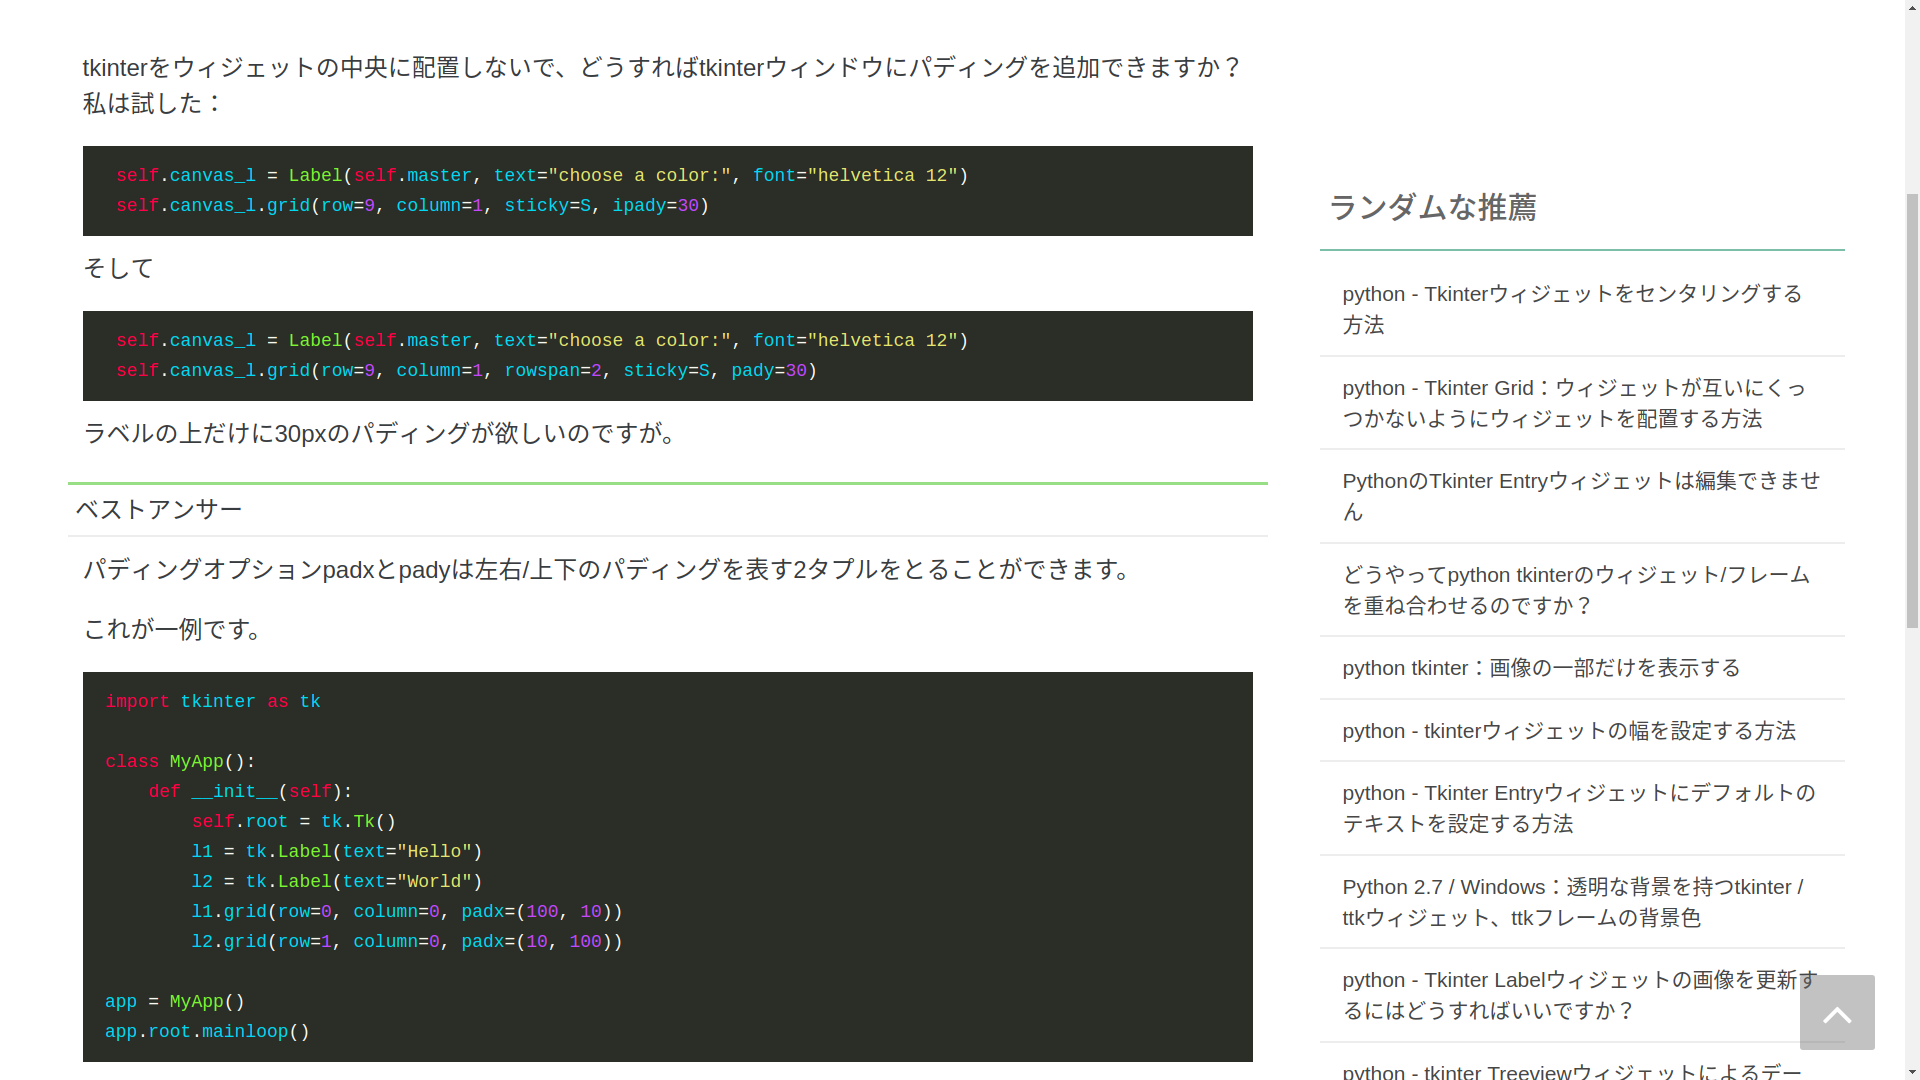 tkinterをウィジェットの中央に配置しないで、どうすればtkinterウィンドウにパディングを追加できますか？
私は試した：
self.canvas_l = Label(self.master, text="choose a color:", font="helvetica 12")
self.canvas_l.grid(row=9, column=1, sticky=S, ipady=30)
そして
self.canvas_l = Label(self.master, text="choose a color:", font="helvetica 12")
self.canvas_l.grid(row=9, column=1, rowspan=2, sticky=S, pady=30)
ラベルの上だけに30pxのパディングが欲しいのですが。
ベストアンサー
パディングオプションpadxとpadyは左右/上下のパディングを表す2タプルをとることができます。
これが一例です。
import tkinter as tk
class MyApp():
    def __init__(self):
        self.root = tk.Tk()
        l1 = tk.Label(text="Hello")
        l2 = tk.Label(text="World")
        l1.grid(row=0, column=0, padx=(100, 10))
        l2.grid(row=1, column=0, padx=(10, 100))
app = MyApp()
app.root.mainloop()
ランダムな推薦
python - Tkinterウィジェットをセンタリングする
方法
python - Tkinter Grid：ウィジェットが互いにくっ
つかないようにウィジェットを配置する方法
PythonのTkinter Entryウィジェットは編集できませ
ん
どうやってpython tkinterのウィジェット/フレーム
を重ね合わせるのですか？
python tkinter：画像の一部だけを表示する
python - tkinterウィジェットの幅を設定する方法
python - Tkinter Entryウィジェットにデフォルトの
テキストを設定する方法
Python 2.7 / Windows：透明な背景を持つtkinter /
ttkウィジェット、ttkフレームの背景色
python - Tkinter Labelウィジェットの画像を更新す
るにはどうすればいいですか？
python - tkinter Treeviewウィジェットによるデー